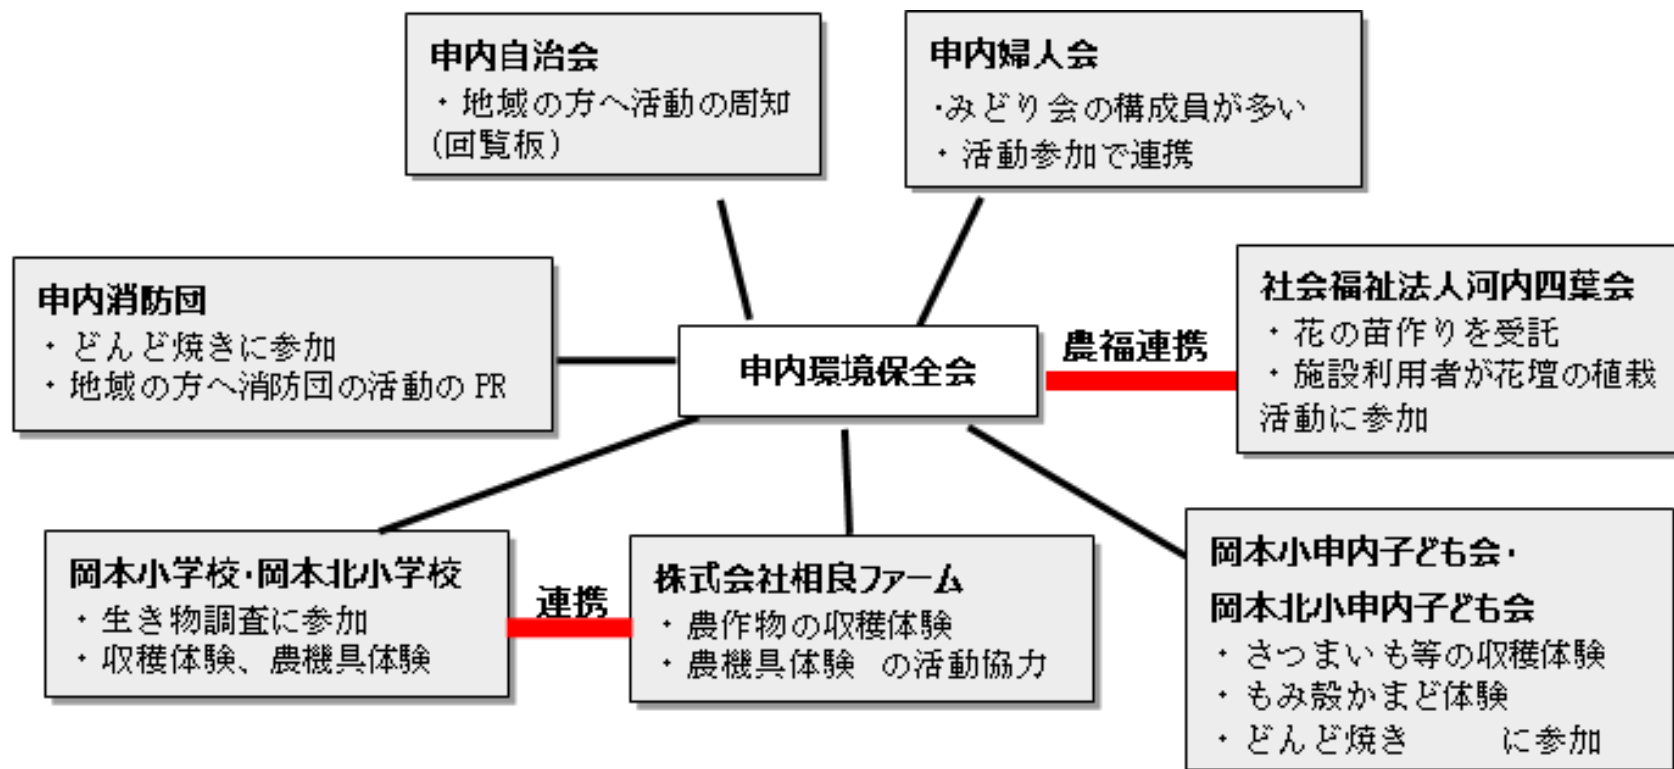 申内自治会
・地域の方へ活動の周知
(回覧板)
申内婦人会
・みどり会の構成員が多い
・活動参加で連携
申内消防団
・どんど焼きに参加
・地域の方へ消防団の活動のPR
申内環境保全会
農福連携
社会福祉法人河内四葉会
・花の苗作りを受託
・施設利用者が花壇の植栽
活動に参加
岡本小学校・岡本北小学校
・生き物調査に参加
・収穫体験、農機具体験
連携
株式会社相良ファーム
・農作物の収穫体験
・農機具体験 の活動協力
岡本小申内子ども会・
岡本北小申内子ども会
・さつまいも等の収穫体験
・もみ殻かまど体験
・どんど焼き に参加